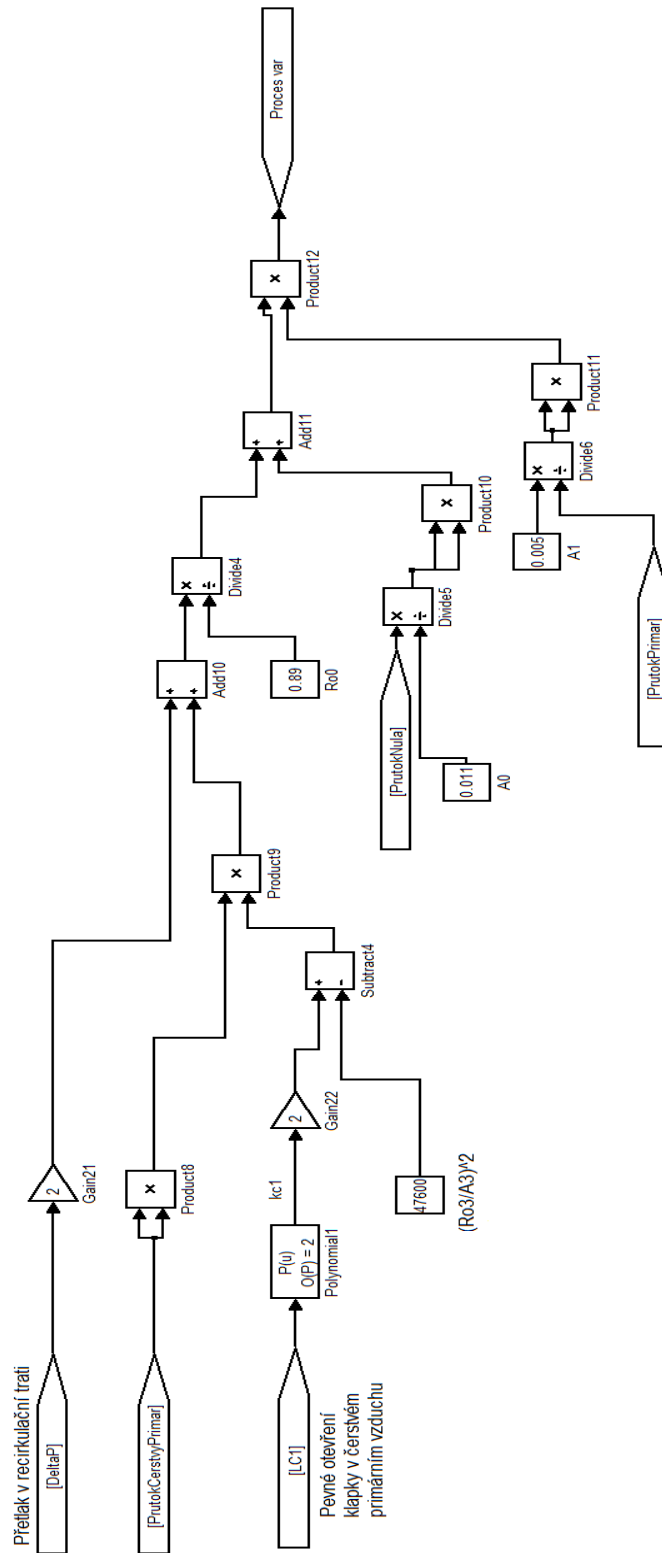 Přetlak v recirkulační trati
[DeltaP]
2
Gain21
[PrutokCerstvyPrimar]
×
Product8
[LC1]
Pevné otevření
klapky v čerstvém
primárním vzduchu
P(u)
O(P) = 2
Polynomial1
kc1
2
Gain22
47600
(Ro3/A3)^2
+
-
Subtract4
×
Product9
+
+
Add10
0.89
Ro0
×
÷
Divide4
[PrutokNula]
0.011
A0
×
÷
Divide5
×
Product10
+
+
Add11
[PrutokPrimar]
0.005
A1
×
÷
Divide6
×
Product11
×
Product12
Proces var